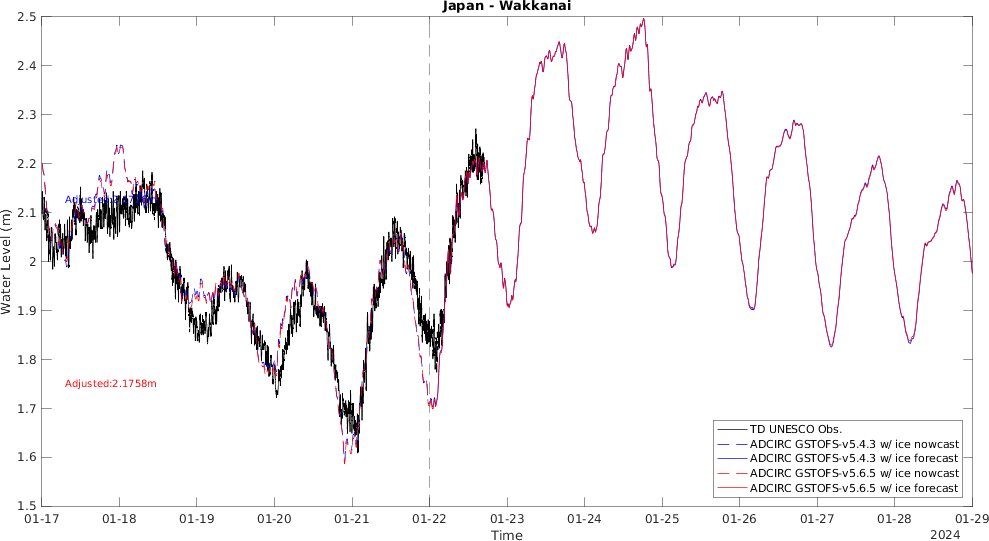 Japan - Wakkanai
Water Level (m)
2.5
2.4
2.3
2.2
2.1
2
1.9
1.8
1.7
1.6
1.5
Adjusted:2.1758m
TD UNESCO Obs.
ADCIRC GSTOFS-v5.4.3 w/ ice nowcast
ADCIRC GSTOFS-v5.4.3 w/ ice forecast
ADCIRC GSTOFS-v5.6.5 w/ ice nowcast
ADCIRC GSTOFS-v5.6.5 w/ ice forecast
01-17 01-18 01-19 01-20 01-21 01-22 01-23 01-24 01-25 01-26 01-27 01-28 01-29
Time
2024